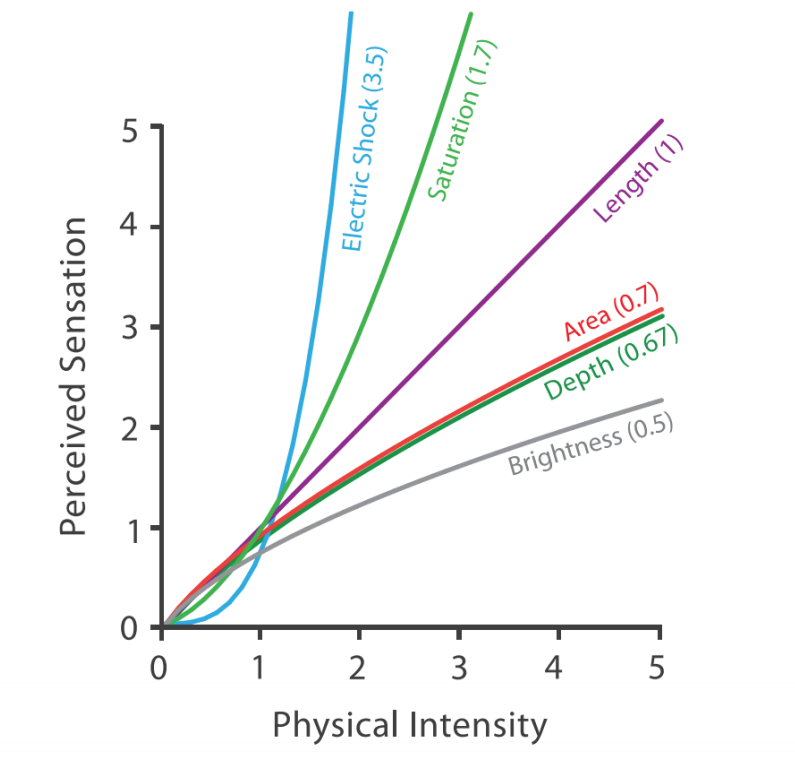 Electric Shock (3.5)
Saturation (1.7)
Length (1)
Area (0.7)
Depth (0.67)
Brightness (0.5)
Perceived Sensation
5
4
3
2
1
0
0 1 2 3 4 5
Physical Intensity